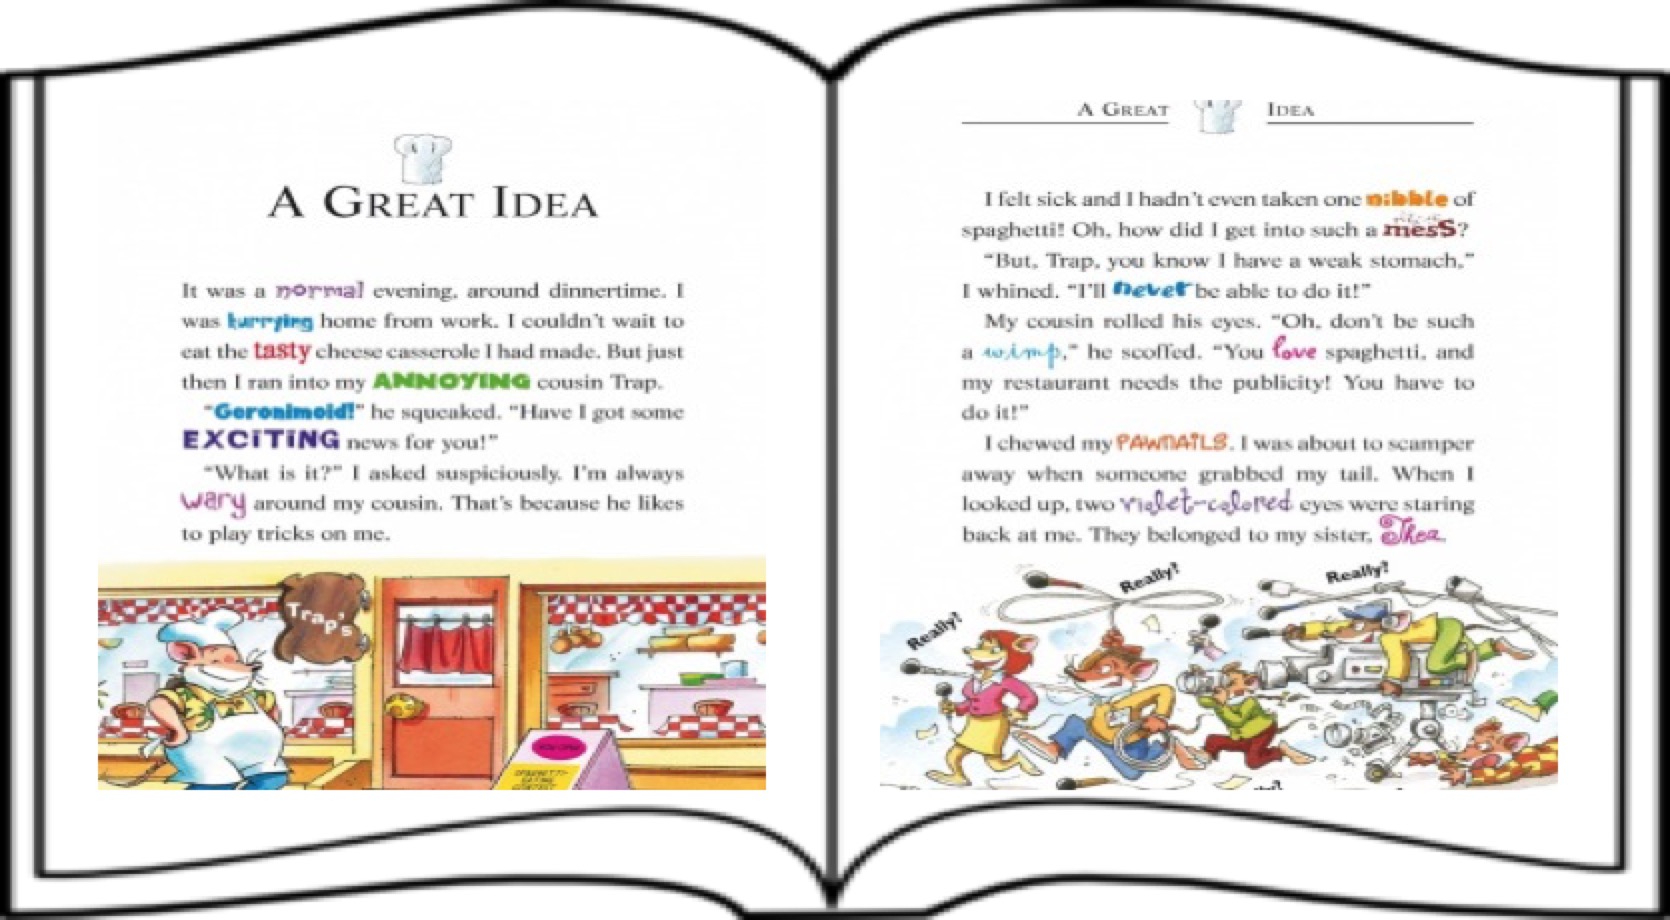 A GREAT IDEA
It was a normal evening, around dinnertime. I
was hurrying home from work. I couldn't wait to
eat the tasty cheese casserole I had made. But just
then I ran into my ANNOYING cousin Trap.
"Geronimoid!" he squeaked. "Have I got some
EXCITING news for you!"
"What is it?" I asked suspiciously. I'm always
wary around my cousin. That's because he likes
to play tricks on me.
Trap's
SPAGHETTI-
EATING
CONTEST
A GREAT IDEA
I felt sick and I hadn't even taken one nibble of
spaghetti! Oh, how did I get into such a mess?
"But, Trap, you know I have a weak stomach,"
I whined. "I'll never be able to do it!"
My cousin rolled his eyes. "Oh, don't be such
a wimp," he scoffed. "You love spaghetti, and
my restaurant needs the publicity! You have to
do it!"
I chewed my PAWNAILS. I was about to scamper
away when someone grabbed my tail. When I
looked up, two violet-colored eyes were staring
back at me. They belonged to my sister, Thea.
Really?
Really?
Really?